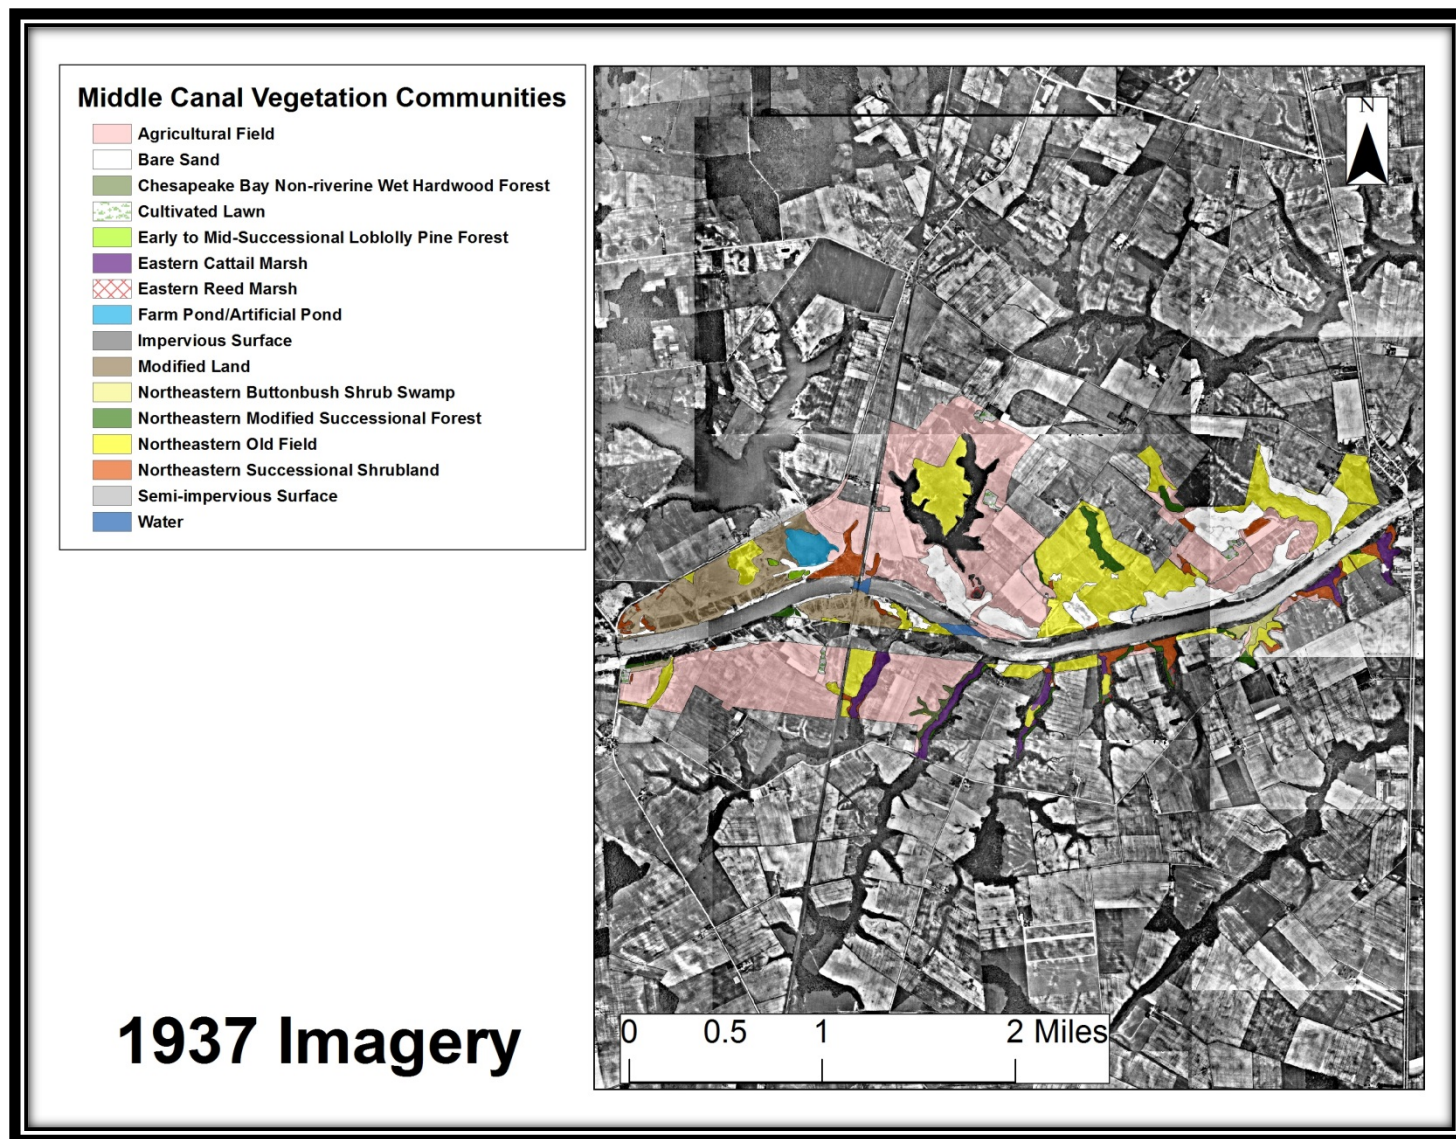 Middle Canal Vegetation Communities
Agricultural Field
Bare Sand
Chesapeake Bay Non-riverine Wet Hardwood Forest
Cultivated Lawn
Early to Mid-Successional Loblolly Pine Forest
Eastern Cattail Marsh
Eastern Reed Marsh
Farm Pond/Artificial Pond
Impervious Surface
Modified Land
Northeastern Buttonbush Shrub Swamp
Northeastern Modified Successional Forest
Northeastern Old Field
Northeastern Successional Shrubland
Semi-impervious Surface
Water
N
1937 Imagery
0 0.5 1 2 Miles